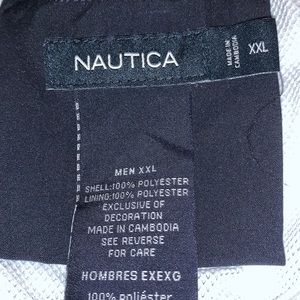 NAUTICA
MADE IN
CAMBODIA
XXL
MEN XXL
SHELL:100% POLYESTER
LINING:100% POLYESTER
EXCLUSIVE OF
DECORATION
MADE IN CAMBODIA
SEE REVERSE
FOR CARE
HOMBRES EXEXG
100% poliéster